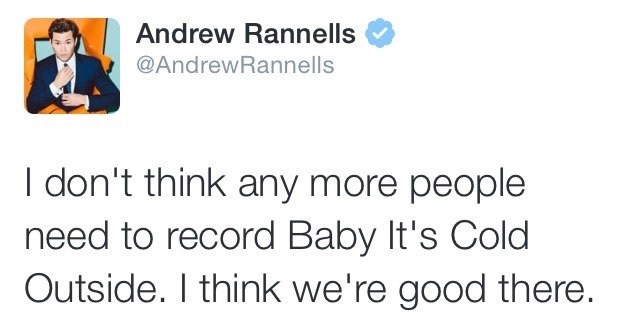 Andrew Rannells
@AndrewRannells
I don't think any more people
need to record Baby It's Cold
Outside. I think we're good there.